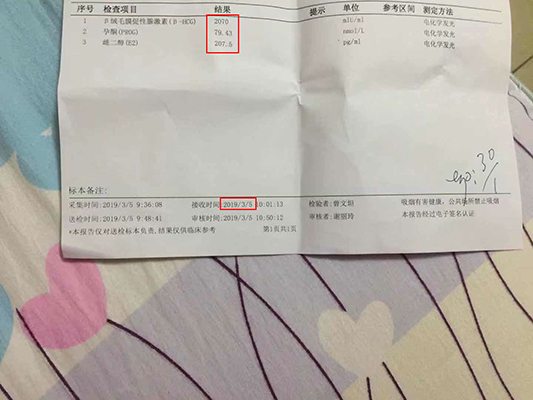 序号 检查项目 结果 提示 单位 参考区间 测定方法
1 β绒毛膜促性腺激素(β-HCG) 2070 mlU/ml 电化学发光
2 孕酮(PROG) 79.43 nmol/L 电化学发光
3 雌二醇(E2) 207.5 pg/ml 电化学发光
30/1
标本备注:
采集时间:2019/3/5 9:36:08 接收时间:2019/3/5 10:01:13 检验者:曾文妲 吸烟有害健康,公共场所禁止吸烟
送检时间:2019/3/5 9:48:41 审核时间:2019/3/5 10:50:12 审核者:谢丽玲 本报告经过电子签名认证
*本报告仅对送检标本负责,结果仅供临床参考 第1页共1页